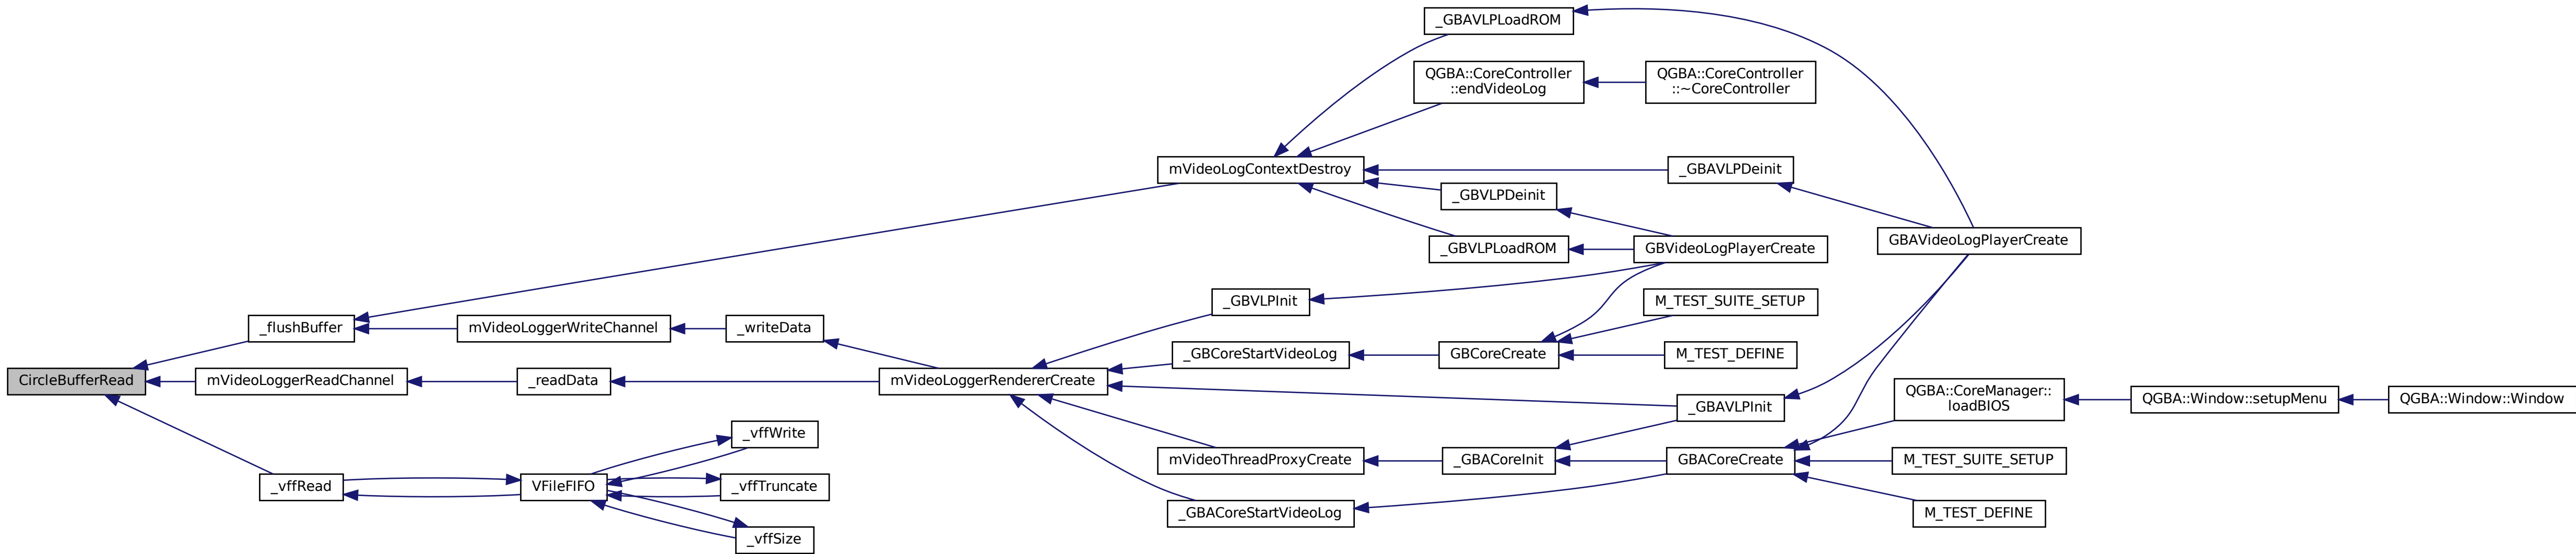 _GBAVLPLoadROM
QGBA::CoreController
::endVideoLog
QGBA::CoreController
::~CoreController
mVideoLogContextDestroy
_GBAVLPDeinit
_GBVLPDeinit
_GBVLPLoadROM
GBVideoLogPlayerCreate
GBAVideoLogPlayerCreate
_GBVLPInit
M_TEST_SUITE_SETUP
_flushBuffer
mVideoLoggerWriteChannel
_writeData
_GBCoreStartVideoLog
GBCoreCreate
M_TEST_DEFINE
CircleBufferRead
mVideoLoggerReadChannel
_readData
mVideoLoggerRendererCreate
_GBAVLPInit
QGBA::CoreManager::
loadBIOS
QGBA::Window::setupMenu
QGBA::Window::Window
_vffWrite
mVideoThreadProxyCreate
_GBACoreInit
GBACoreCreate
M_TEST_SUITE_SETUP
_vffRead
VFileFIFO
_vffTruncate
_GBACoreStartVideoLog
M_TEST_DEFINE
_vffSize